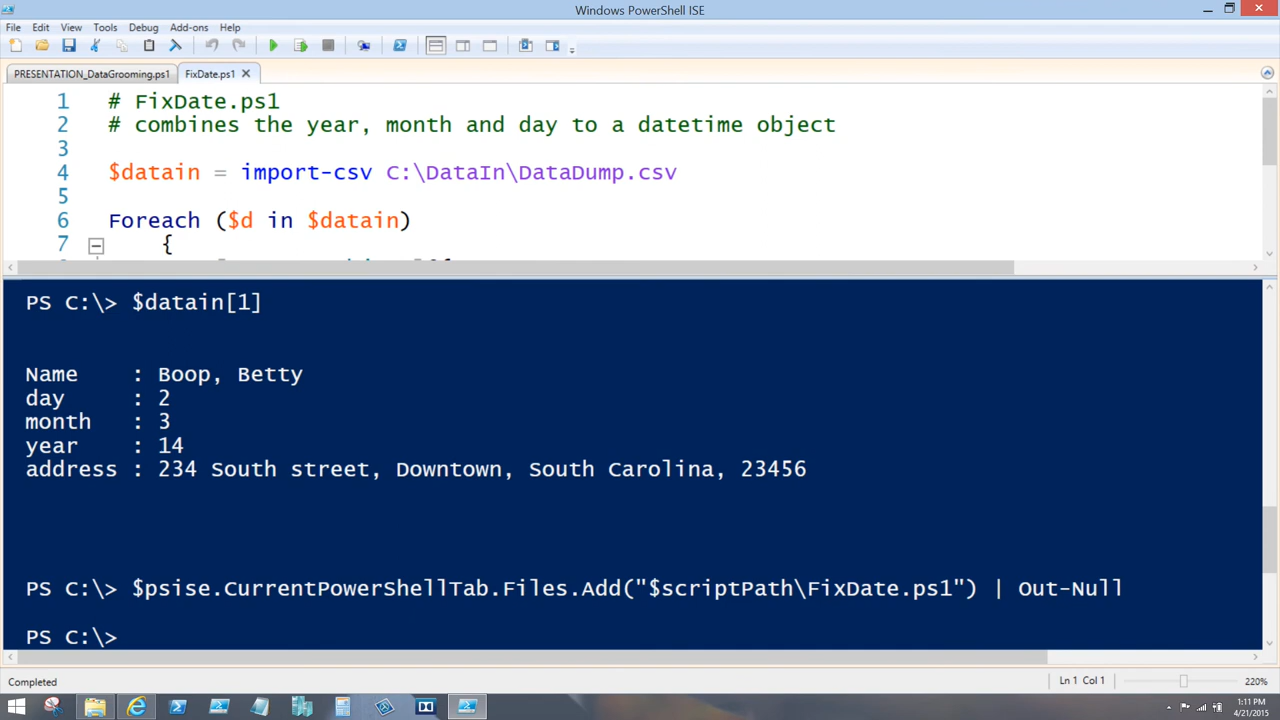 Windows PowerShell ISE
File Edit View Tools Debug Add-ons Help
PRESENTATION_DataGrooming.ps1 FixDate.ps1
1 # FixDate.ps1
2 # combines the year, month and day to a datetime object
3
4 $datain = import-csv C:\DataIn\DataDump.csv
5
6 Foreach ($d in $datain)
7 {
PS C:\> $datain[1]
Name : Boop, Betty
day : 2
month : 3
year : 14
address : 234 South street, Downtown, South Carolina, 23456
PS C:\> $psise.CurrentPowerShellTab.Files.Add("$scriptPath\FixDate.ps1") | Out-Null
PS C:\>
Completed
Ln 1 Col 1
220%
1:11 PM
4/21/2015